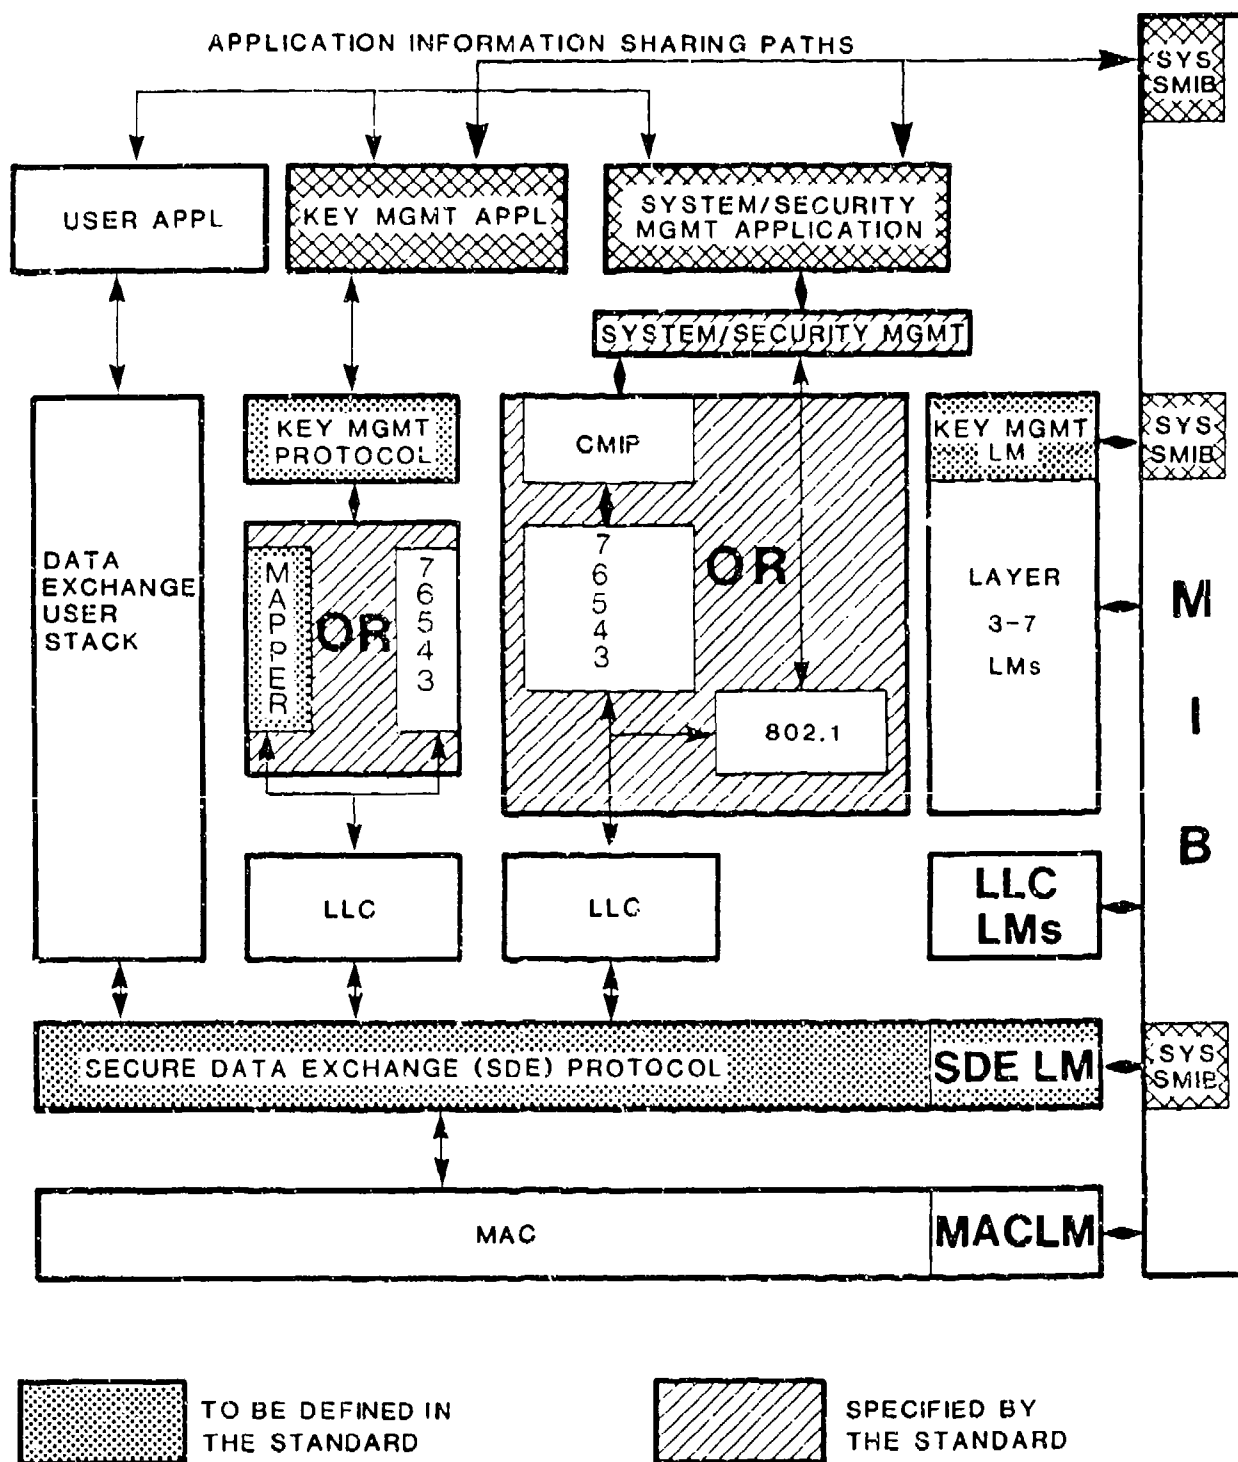 APPLICATION INFORMATION SHARING PATHS
SYS
SMIB
USER APPL
KEY MGMT APPL
SYSTEM/SECURITY
MGMT APPLICATION
SYSTEM/SECURITY MGMT
KEY MGMT
PROTOCOL
CMIP
KEY MGMT
LM
SYS
SMIB
DATA
EXCHANGE
USER
STACK
MAPPER
OR
7
6
5
4
3
7
6
5
4
3
OR
802.1
LAYER
3-7
LMs
M
I
B
LLC
LLC
LLC
LMs
SECURE DATA EXCHANGE (SDE) PROTOCOL
SDE LM
SYS
SMIB
MAC
MACLM
TO BE DEFINED IN
THE STANDARD
SPECIFIED BY
THE STANDARD